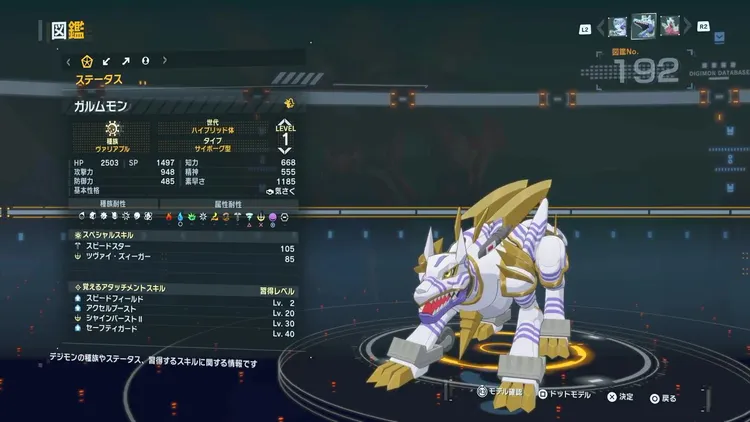 図鑑
L2
R2
ステータス
図鑑No.
192
DIGIMON DATABASE
ガルムモン
種族
ヴァリアブル
世代
ハイブリッド体
タイプ
サイボーグ型
LEVEL
1
HP 2503 SP 1497 知力 668
攻撃力 948 精神 555
防御力 485 素早さ 1185
基本性格 気さく
種族耐性 属性耐性
スペシャルスキル
スピードスター 105
ツヴァイ・ズィーガー 85
覚えるアタッチメントスキル 習得レベル
スピードフィールド Lv. 2
アクセルブースト Lv. 20
シャインバーストⅡ Lv. 30
セーフティガード Lv. 40
デジモンの種族やステータス、習得するスキルに関する情報です
モデル確認 ドットモデル 決定 戻る